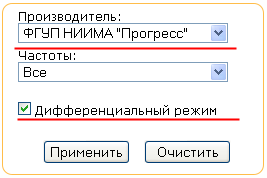 Производитель:
ФГУП НИИМА "Прогресс"
Частоты:
Все
Дифференциальный режим
Применить Очистить